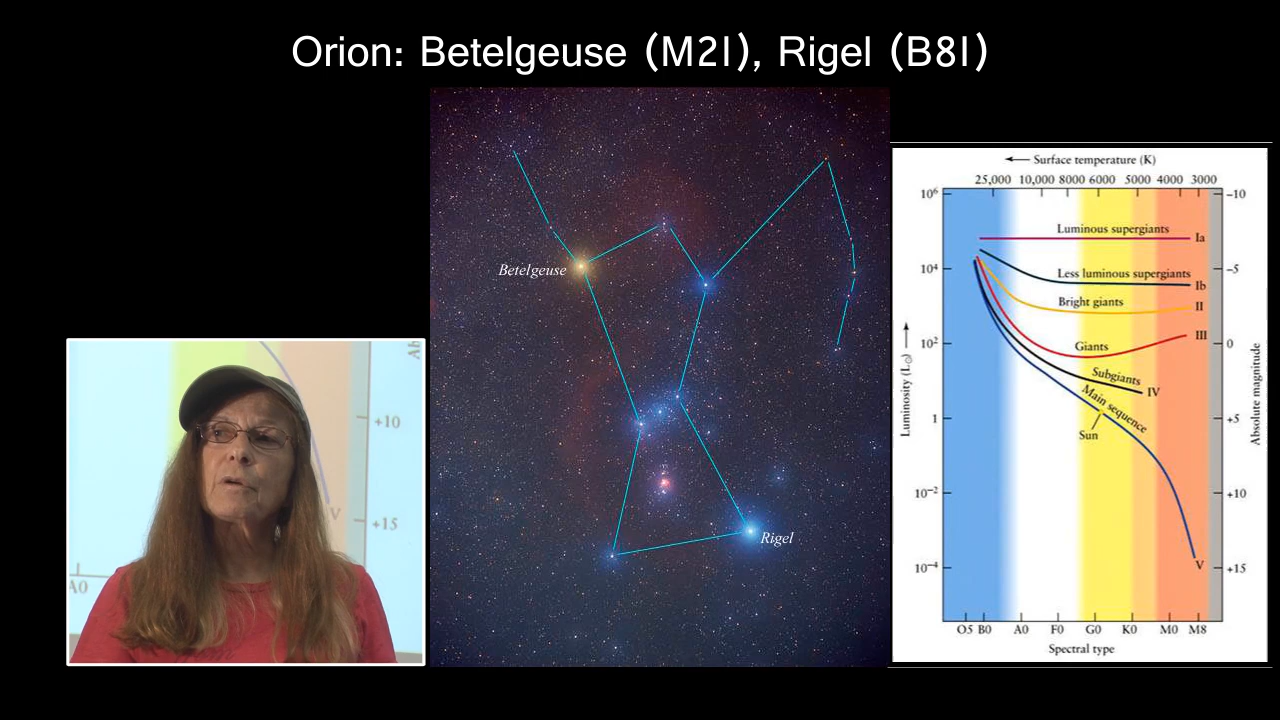 Orion: Betelgeuse (M2I), Rigel (B8I)
Betelgeuse
Rigel
Surface temperature (K)
25,000 10,000 8000 6000 5000 4000 3000
10⁶
10⁴
10²
1
10⁻²
10⁻⁴
Luminosity (L☉)
-10
-5
0
+5
+10
+15
Absolute magnitude
Luminous supergiants Ia
Less luminous supergiants Ib
Bright giants II
Giants III
Subgiants IV
Main sequence
Sun
V
O5 B0 A0 F0 G0 K0 M0 M8
Spectral type
Ab
+10
V
+15
A0